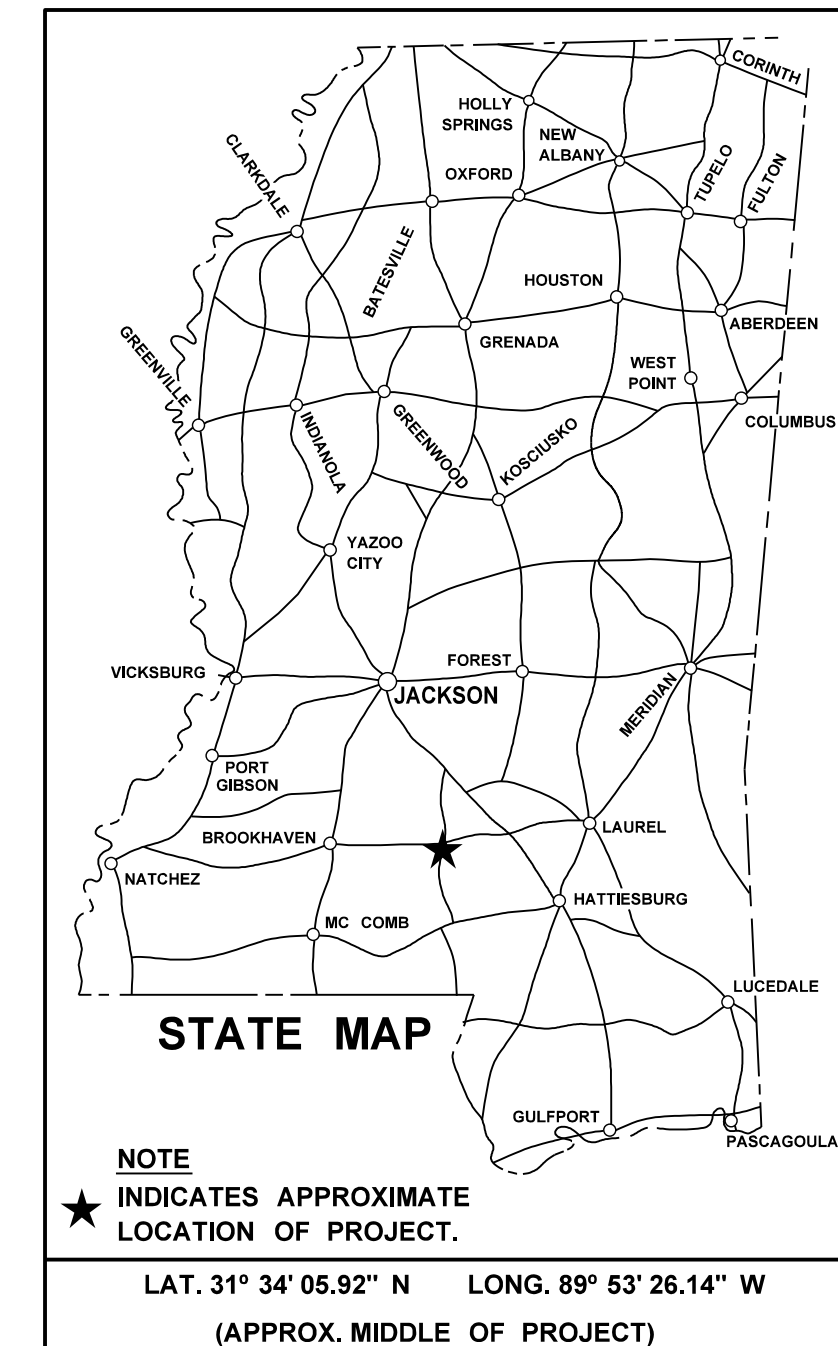 CORINTH
HOLLY
SPRINGS
NEW
ALBANY
CLARKDALE
OXFORD
TUPELO
FULTON
BATESVILLE
HOUSTON
ABERDEEN
GREENVILLE
GRENADA
WEST
POINT
COLUMBUS
INDIANOLA
GREENWOOD
KOSCIUSKO
YAZOO
CITY
VICKSBURG
FOREST
JACKSON
MERIDIAN
PORT
GIBSON
BROOKHAVEN
LAUREL
NATCHEZ
HATTIESBURG
MC COMB
LUCEDALE
STATE MAP
GULFPORT
PASCAGOULA
NOTE
INDICATES APPROXIMATE
LOCATION OF PROJECT.
LAT. 31° 34' 05.92" N LONG. 89° 53' 26.14" W
(APPROX. MIDDLE OF PROJECT)